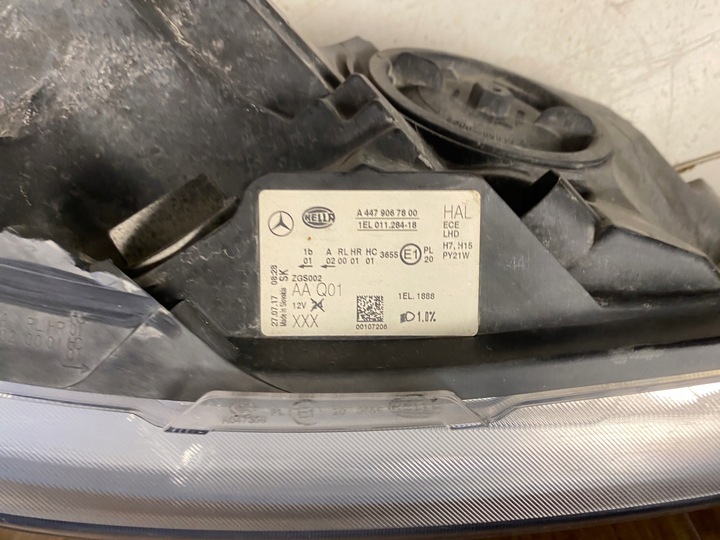 HELLA
A 447 906 7800
1EL 011.284-18
HAL
ECE
LHD
H7, H15
PY21W
1b A RL HR HC 3655 E1 PL
01 02 00 01 01 20
ZGS002
AA Q01
12V
XXX
1EL. 1888
1,0%
00107206
27.07.17 08:28
Made in Slovakia SK